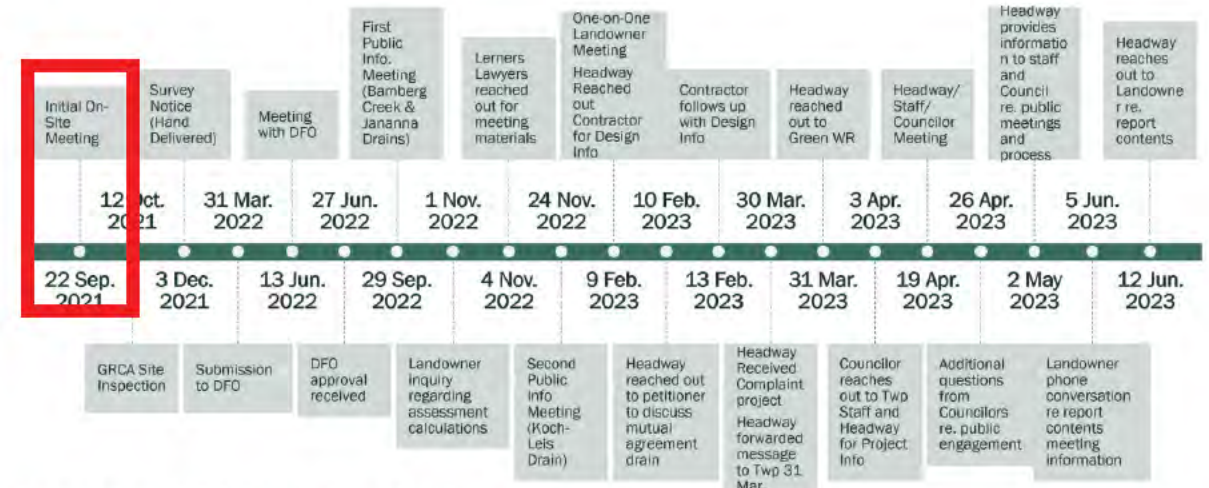 Initial On-
Site
Meeting
Survey
Notice
(Hand
Delivered)
Meeting
with DFO
First
Public
Info.
Meeting
(Bamberg
Creek &
Jananna
Drains)
Lerners
Lawyers
reached
out for
meeting
materials
One-on-One
Landowner
Meeting
Headway
Reached
out
Contractor
for Design
Info
Contractor
follows up
with Design
Info
Headway
reached
out to
Green WR
Headway/
Staff/
Councilor
Meeting
Headway
provides
informatio
n to staff
and
Council
re. public
meetings
and
process
Headway
reaches
out to
Landowne
r re.
report
contents
12 Oct.
2021
31 Mar.
2022
27 Jun.
2022
1 Nov.
2022
24 Nov.
2022
10 Feb.
2023
30 Mar.
2023
3 Apr.
2023
26 Apr.
2023
5 Jun.
2023
22 Sep.
2021
3 Dec.
2021
13 Jun.
2022
29 Sep.
2022
4 Nov.
2022
9 Feb.
2023
13 Feb.
2023
31 Mar.
2023
19 Apr.
2023
2 May
2023
12 Jun.
2023
GRCA Site
Inspection
Submission
to DFO
DFO
approval
received
Landowner
inquiry
regarding
assessment
calculations
Second
Public
Info
Meeting
(Koch-
Leis
Drain)
Headway
reached out
to petitioner
to discuss
mutual
agreement
drain
Headway
Received
Complaint
project
Headway
forwarded
message
to Twp 31
Mar
Councilor
reaches
out to Twp
Staff and
Headway
for Project
Info
Additional
questions
from
Councilors
re. public
engagement
Landowner
phone
conversation
re report
contents
meeting
information